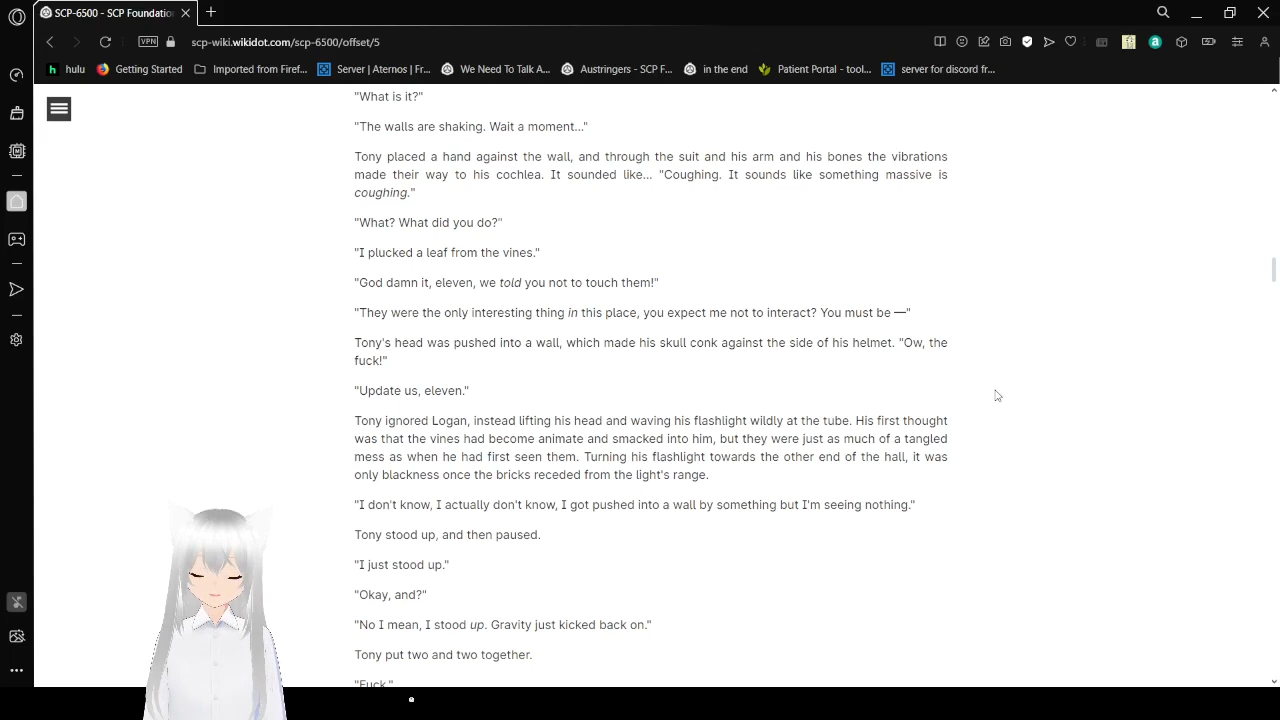 SCP-6500 - SCP Foundatio
scp-wiki.wikidot.com/scp-6500/offset/5
VPN
hulu
Getting Started
Imported from Firef...
Server | Aternos | Fr...
We Need To Talk A...
Austringers - SCP F...
in the end
Patient Portal - tool...
server for discord fr...
"What is it?"
"The walls are shaking. Wait a moment…"
Tony placed a hand against the wall, and through the suit and his arm and his bones the vibrations
made their way to his cochlea. It sounded like… "Coughing. It sounds like something massive is
coughing."
"What? What did you do?"
"I plucked a leaf from the vines."
"God damn it, eleven, we told you not to touch them!"
"They were the only interesting thing in this place, you expect me not to interact? You must be —"
Tony's head was pushed into a wall, which made his skull conk against the side of his helmet. "Ow, the
fuck!"
"Update us, eleven."
Tony ignored Logan, instead lifting his head and waving his flashlight wildly at the tube. His first thought
was that the vines had become animate and smacked into him, but they were just as much of a tangled
mess as when he had first seen them. Turning his flashlight towards the other end of the hall, it was
only blackness once the bricks receded from the light's range.
"I don't know, I actually don't know, I got pushed into a wall by something but I'm seeing nothing."
Tony stood up, and then paused.
"I just stood up."
"Okay, and?"
"No I mean, I stood up. Gravity just kicked back on."
Tony put two and two together.
"Fuck."